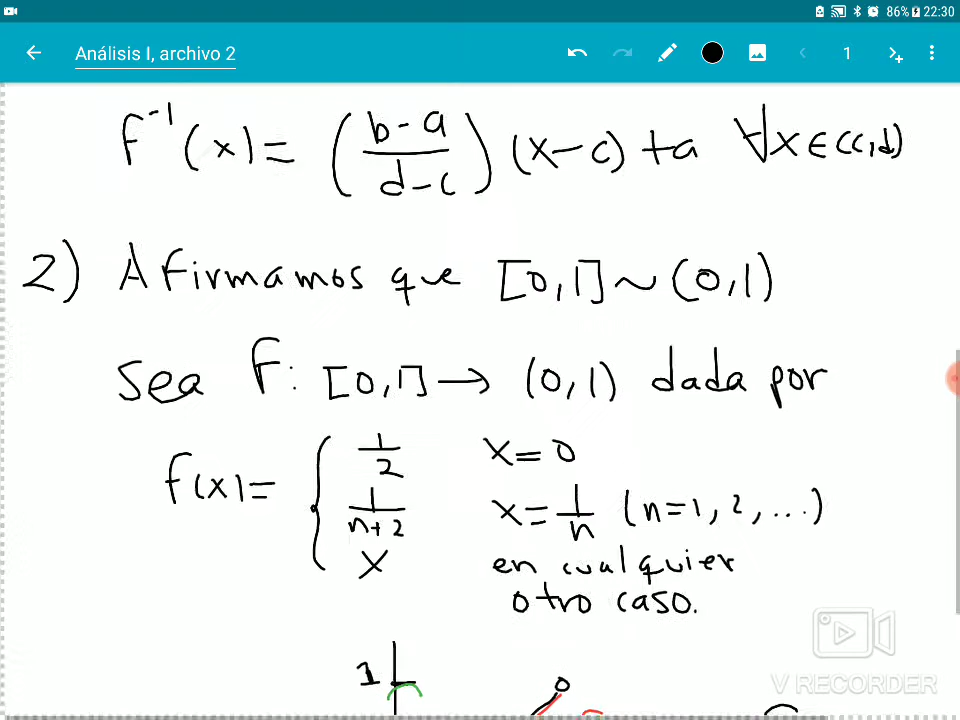 86% 22:30
Análisis I, archivo 2
1
f⁻¹(x) = ((b-a)/(d-c)) (x-c) + a ∀x∈(c,d)
2) Afirmamos que [0,1]~(0,1)
sea f: [0,1] → (0,1) dada por
f(x) = { 1/2 x=0
1/(n+2) x=1/n (n=1,2,...)
x en cualquier
otro caso.
1
V RECORDER